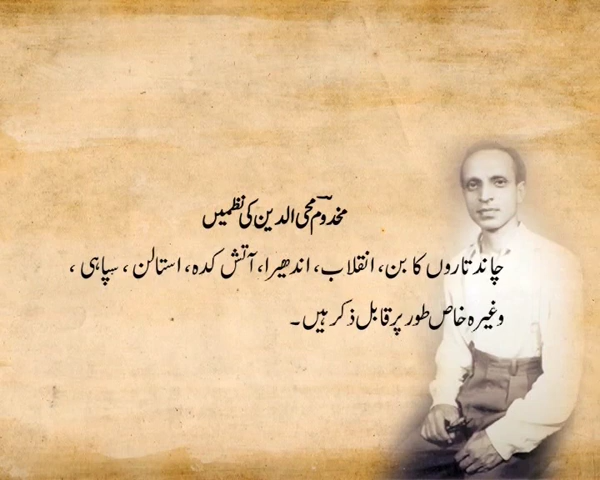 مخدوم محی الدین کی نظمیں
چاند تاروں کا بن، انقلاب، اندھیرا، آتش کدہ، استالن، سپاہی،
وغیرہ خاص طور پر قابل ذکر ہیں۔